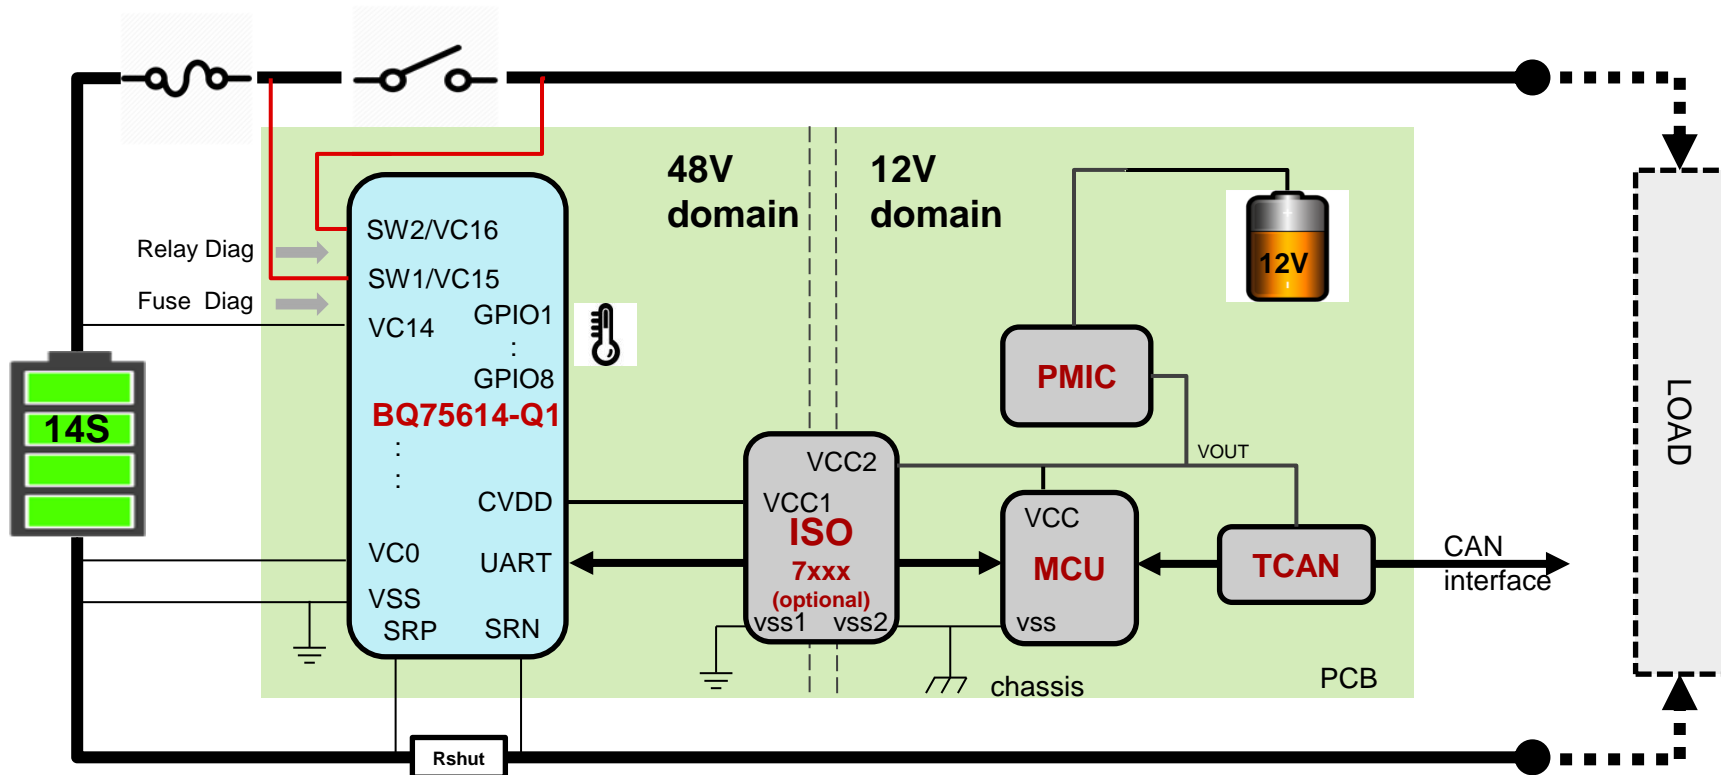 48V
domain
12V
domain
SW2/VC16
Relay Diag
SW1/VC15
Fuse Diag
VC14
GPIO1
:
GPIO8
BQ75614-Q1
:
:
14S
CVDD
VC0
UART
VSS
SRP
SRN
12V
PMIC
VOUT
VCC2
VCC1
ISO
7xxx
(optional)
vss1
vss2
VCC
MCU
vss
TCAN
CAN
interface
chassis
PCB
LOAD
Rshut